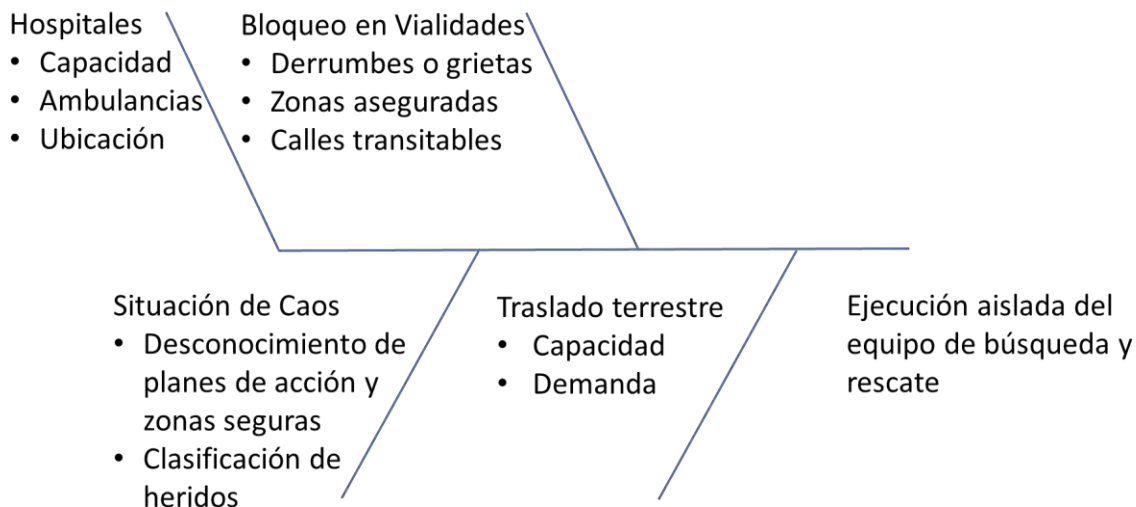 Hospitales
• Capacidad
• Ambulancias
• Ubicación
Bloqueo en Vialidades
• Derrumbes o grietas
• Zonas aseguradas
• Calles transitables
Situación de Caos
• Desconocimiento de
planes de acción y
zonas seguras
• Clasificación de
heridos
Traslado terrestre
• Capacidad
• Demanda
Ejecución aislada del
equipo de búsqueda y
rescate